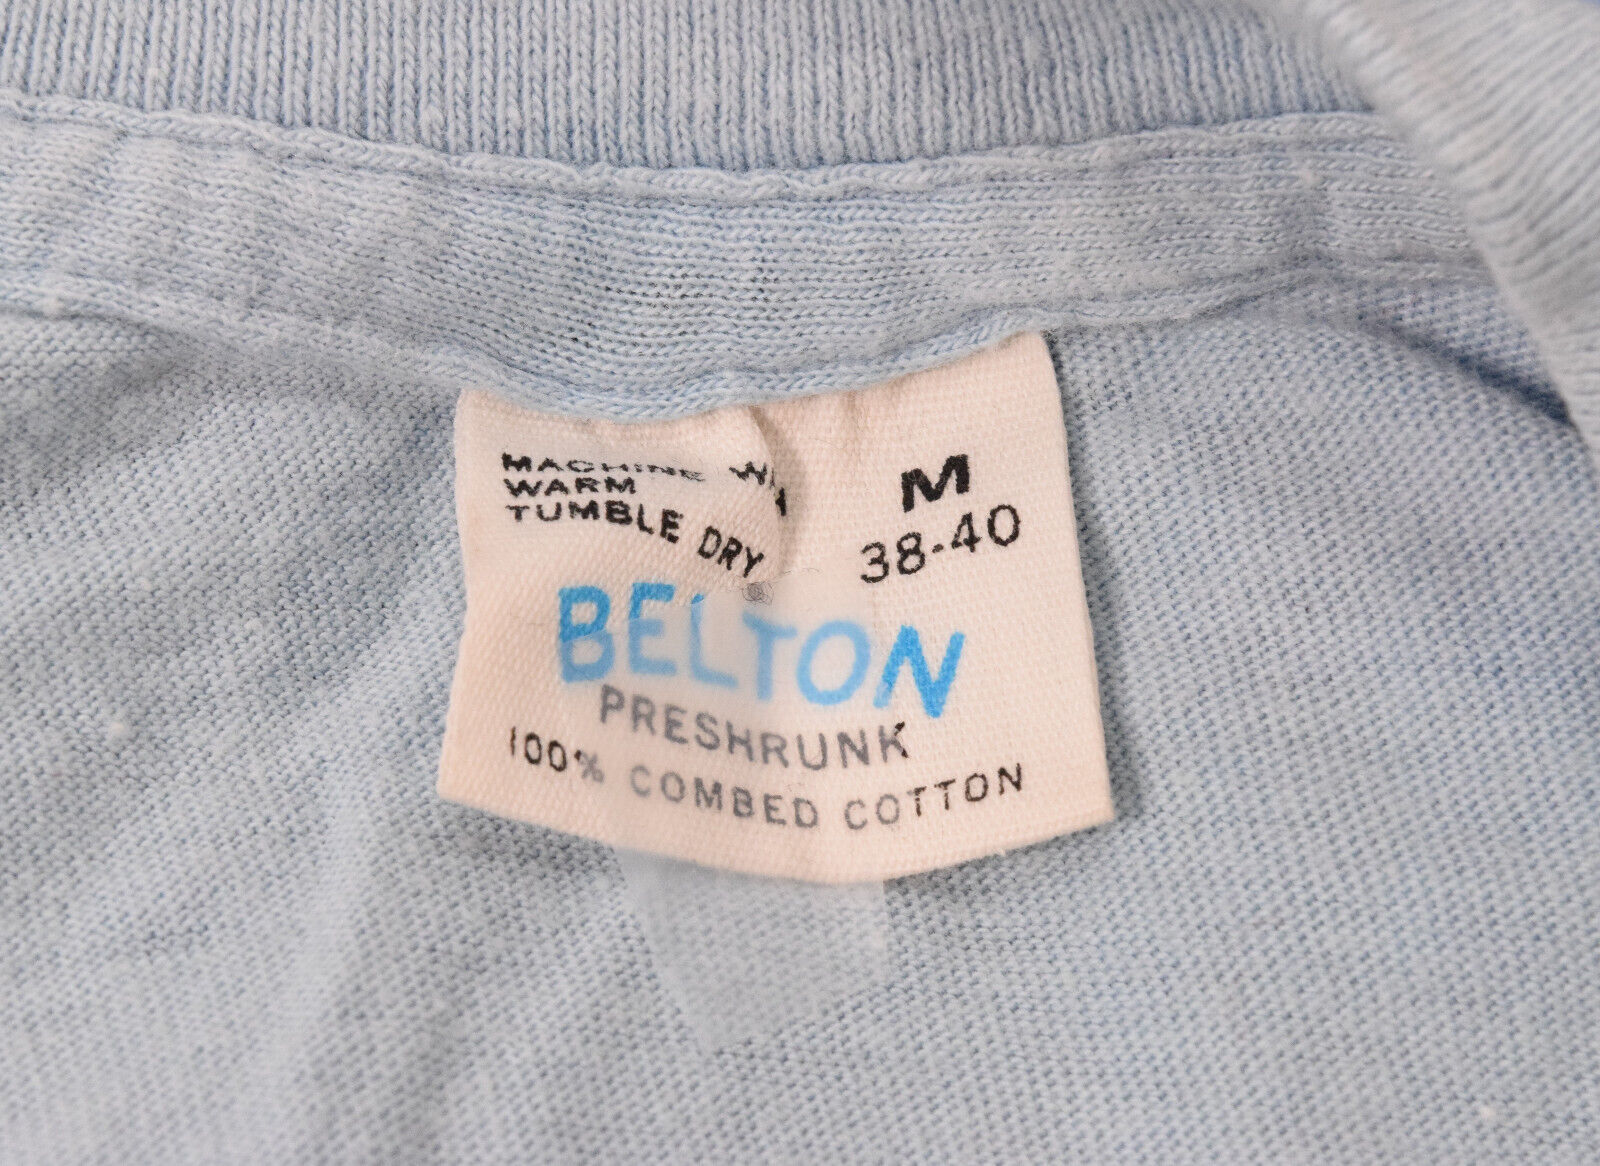 MACHINE
WARM
TUMBLE DRY
M
38-40
BELTON
PRESHRUNK
100% COMBED COTTON